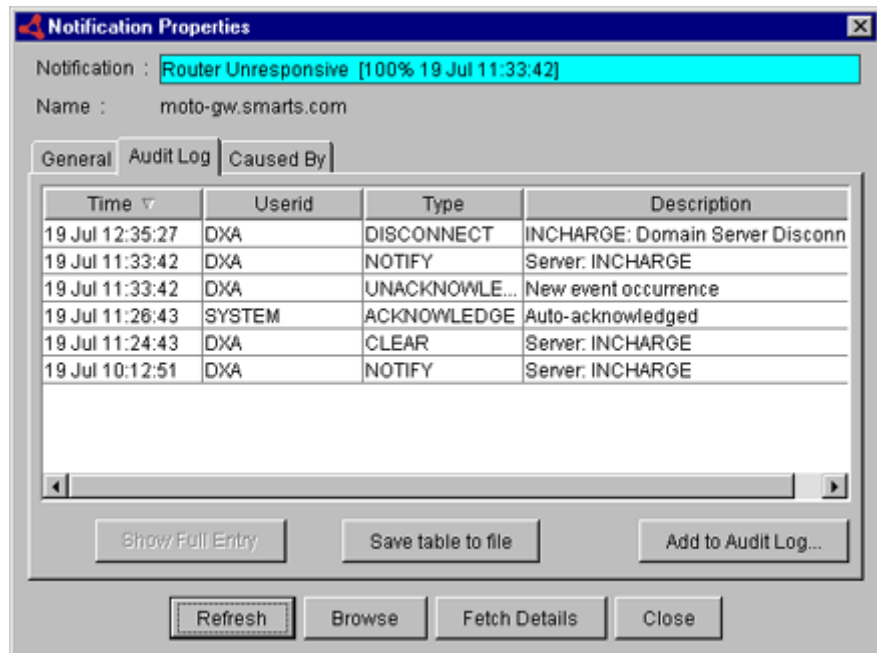 Notification Properties
Notification : Router Unresponsive [100% 19 Jul 11:33:42]
Name : moto-gw.smarts.com
General Audit Log Caused By
Time Userid Type Description
19 Jul 12:35:27 DXA DISCONNECT INCHARGE: Domain Server Disconn
19 Jul 11:33:42 DXA NOTIFY Server: INCHARGE
19 Jul 11:33:42 DXA UNACKNOWLE... New event occurrence
19 Jul 11:26:43 SYSTEM ACKNOWLEDGE Auto-acknowledged
19 Jul 11:24:43 DXA CLEAR Server: INCHARGE
19 Jul 10:12:51 DXA NOTIFY Server: INCHARGE
Show Full Entry Save table to file Add to Audit Log...
Refresh Browse Fetch Details Close